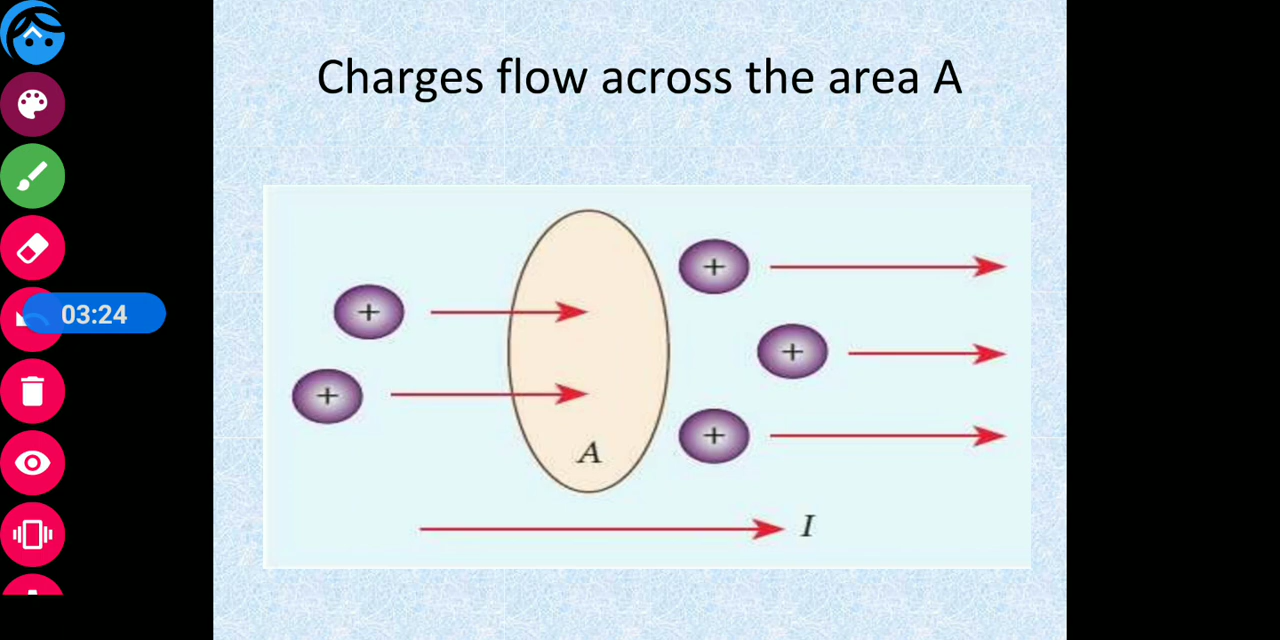 Charges flow across the area A
+
+
03:24
+
+
+
A
I